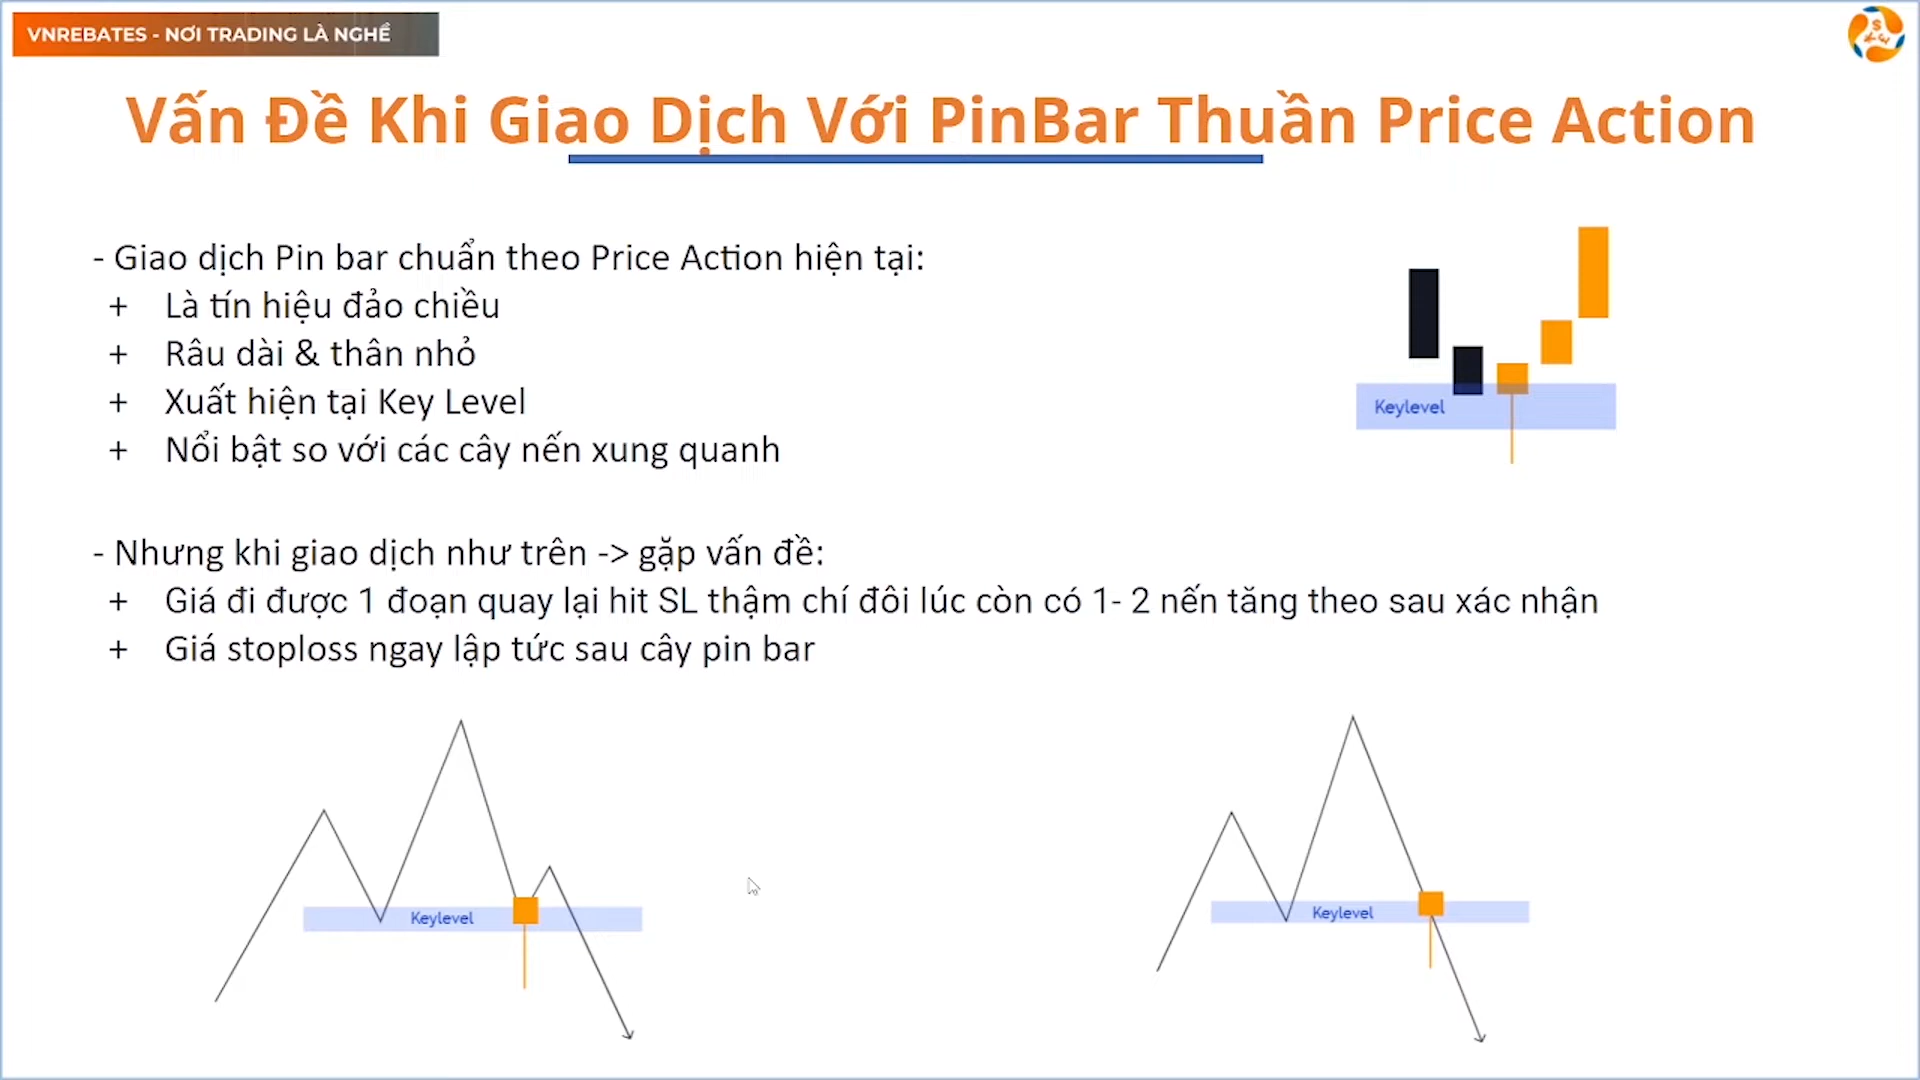 VNREBATES - NƠI TRADING LÀ NGHỀ
Vấn Đề Khi Giao Dịch Với PinBar Thuần Price Action
- Giao dịch Pin bar chuẩn theo Price Action hiện tại:
+ Là tín hiệu đảo chiều
+ Râu dài & thân nhỏ
+ Xuất hiện tại Key Level
+ Nổi bật so với các cây nến xung quanh
Keylevel
- Nhưng khi giao dịch như trên -> gặp vấn đề:
+ Giá đi được 1 đoạn quay lại hit SL thậm chí đôi lúc còn có 1- 2 nến tăng theo sau xác nhận
+ Giá stoploss ngay lập tức sau cây pin bar
Keylevel
Keylevel